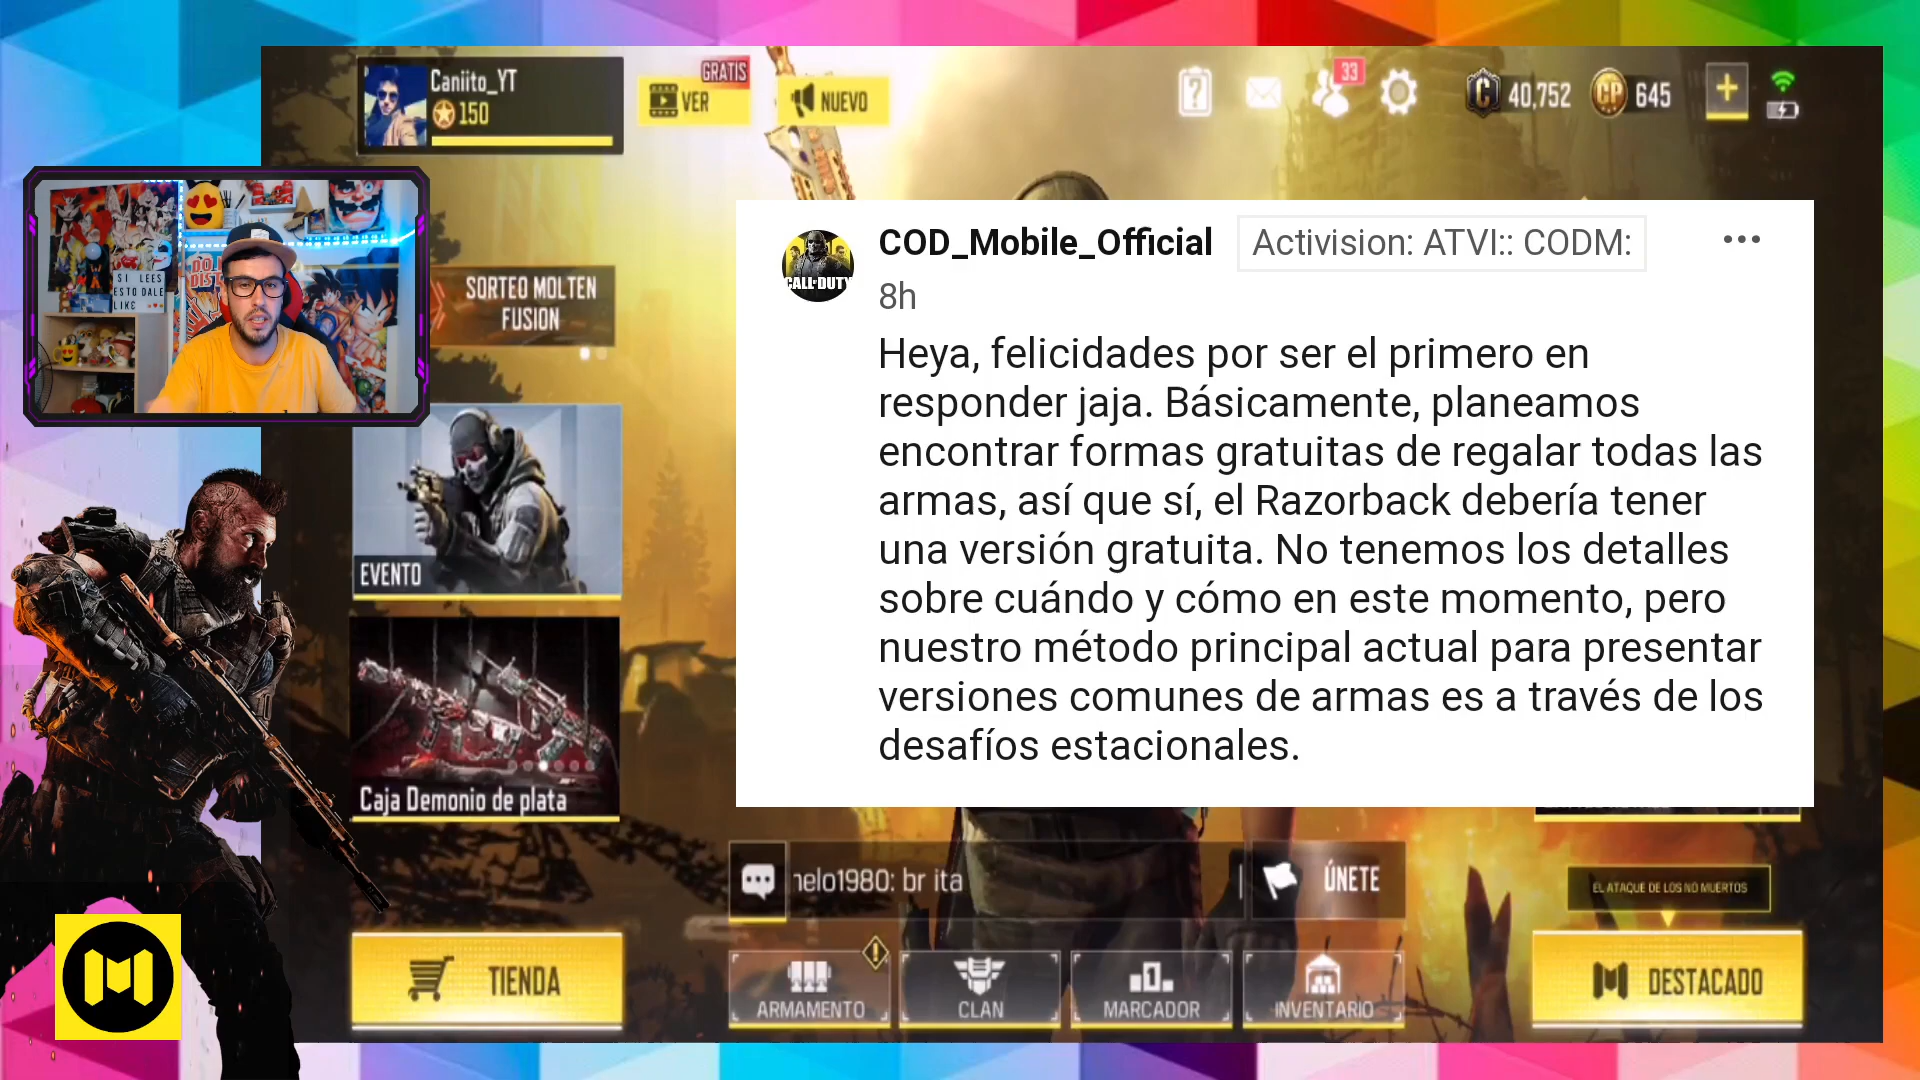 Caniito_YT
150
GRATIS
VER
NUEVO
33
40,752
CP
645
SI LEES
ESTO DALE
LIKE
SORTEO MOLTEN
FUSION
COD_Mobile_Official
Activision: ATVI:: CODM:
8h
CALL DUTY
Heya, felicidades por ser el primero en
responder jaja. Básicamente, planeamos
encontrar formas gratuitas de regalar todas las
armas, así que sí, el Razorback debería tener
una versión gratuita. No tenemos los detalles
sobre cuándo y cómo en este momento, pero
nuestro método principal actual para presentar
versiones comunes de armas es a través de los
desafíos estacionales.
EVENTO
Caja Demonio de plata
nelo1980: br ita
ÚNETE
EL ATAQUE DE LOS NO MUERTOS
TIENDA
ARMAMENTO
CLAN
MARCADOR
INVENTARIO
DESTACADO